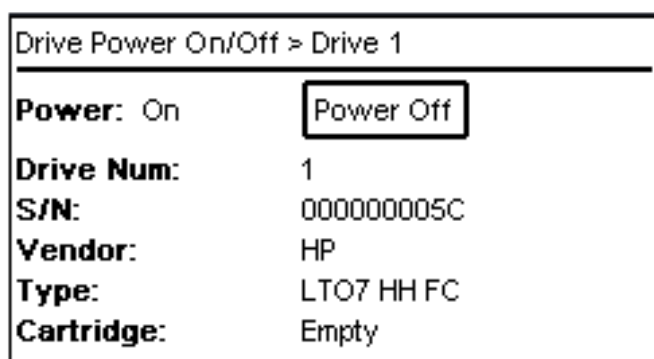 Drive Power On/Off > Drive 1
Power: On Power Off
Drive Num: 1
S/N: 000000005C
Vendor: HP
Type: LTO7 HH FC
Cartridge: Empty